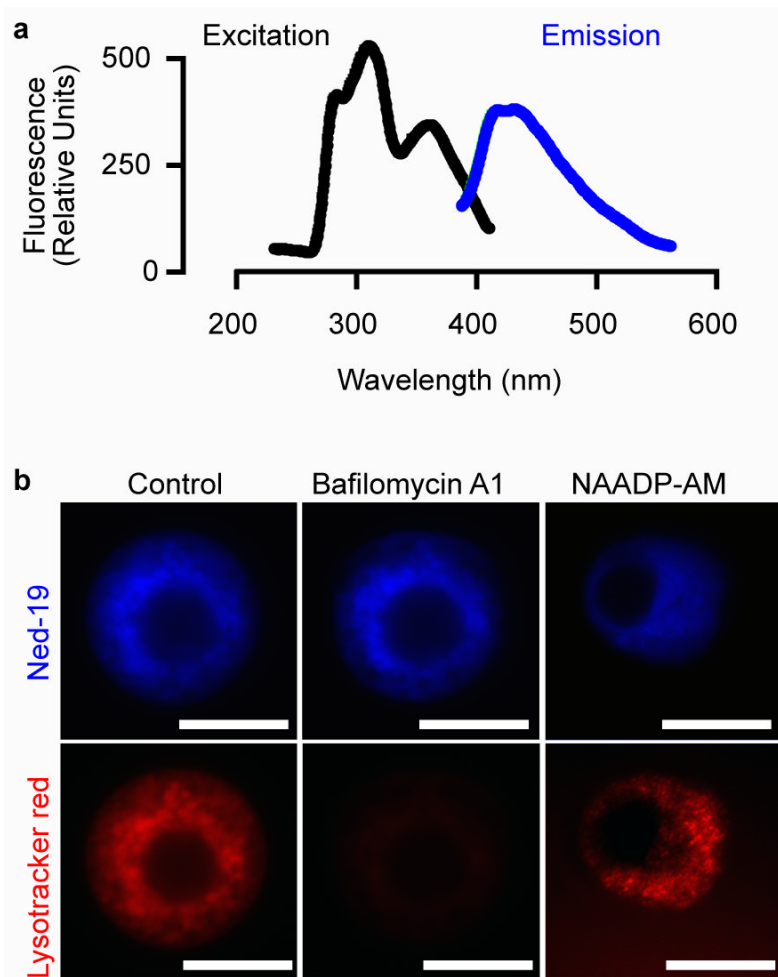 a
Excitation
Emission
Fluorescence
(Relative Units)
500
250
0
200 300 400 500 600
Wavelength (nm)
b
Control Bafilomycin A1 NAADP-AM
Ned-19
Lysotracker red